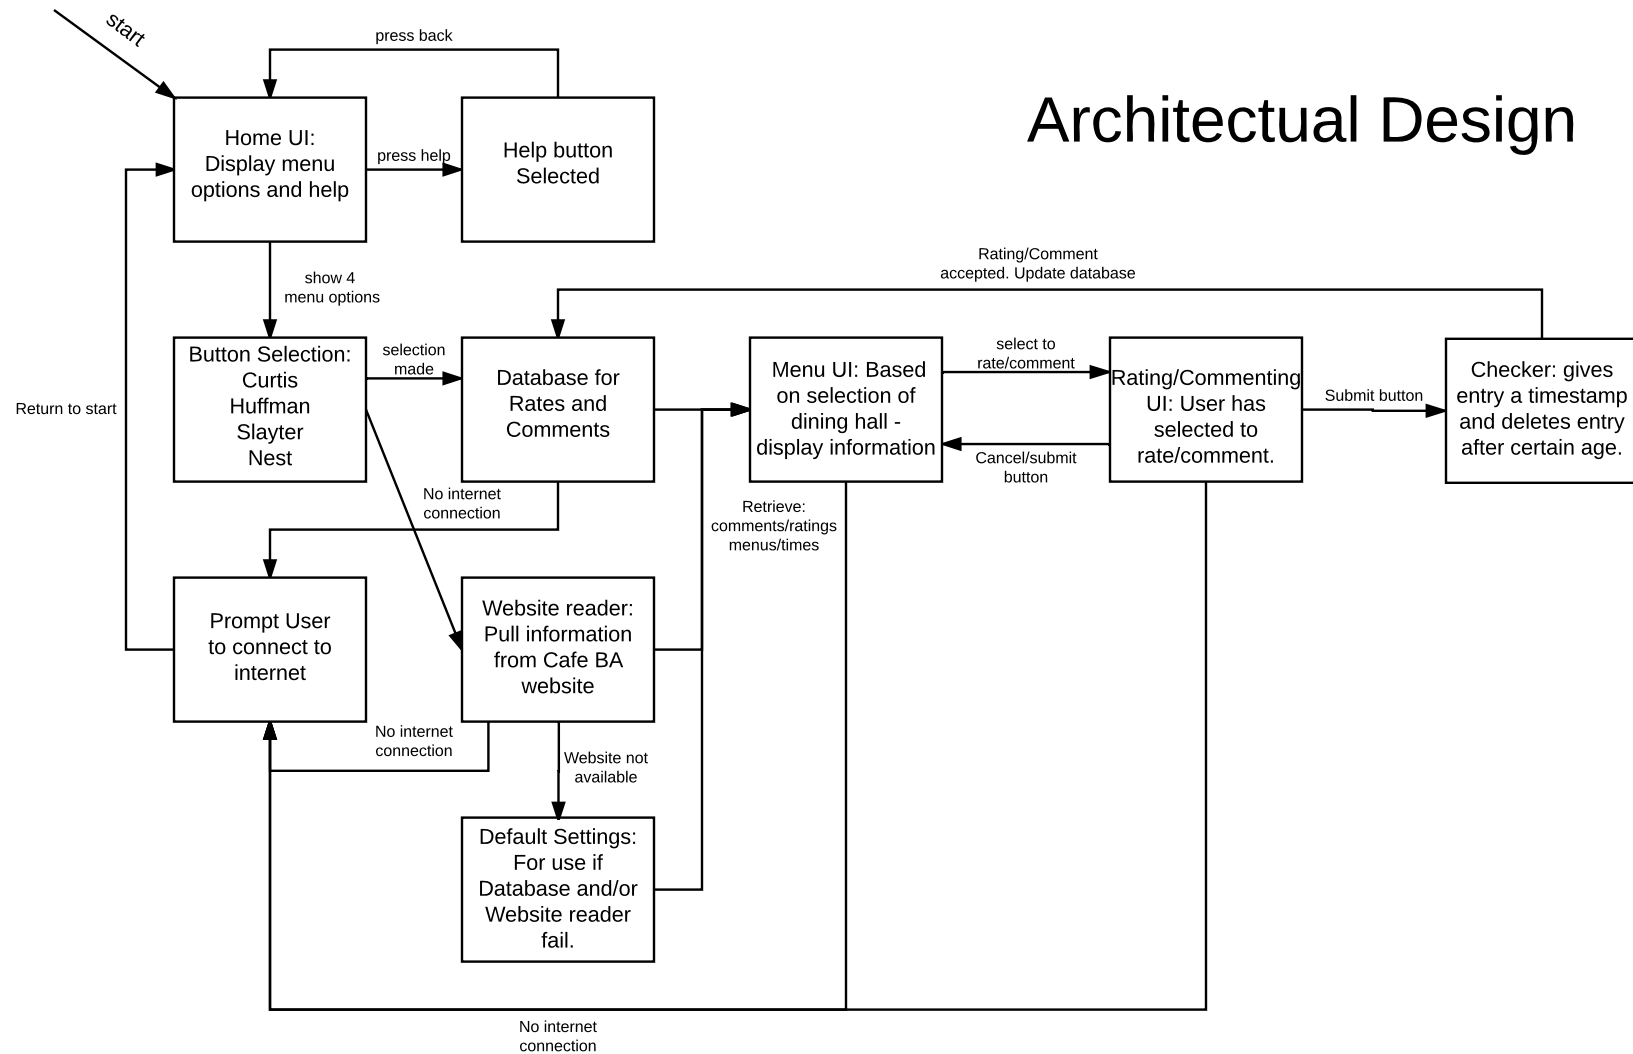 start
press back
Architectual Design
Home UI:
Display menu
options and help
press help
Help button
Selected
show 4
menu options
Rating/Comment
accepted. Update database
Button Selection:
Curtis
Huffman
Slayter
Nest
selection
made
Database for
Rates and
Comments
Menu UI: Based
on selection of
dining hall -
display information
select to
rate/comment
Rating/Commenting
UI: User has
selected to
rate/comment.
Submit button
Checker: gives
entry a timestamp
and deletes entry
after certain age.
Return to start
Cancel/submit
button
No internet
connection
Retrieve:
comments/ratings
menus/times
Prompt User
to connect to
internet
Website reader:
Pull information
from Cafe BA
website
No internet
connection
Website not
available
Default Settings:
For use if
Database and/or
Website reader
fail.
No internet
connection